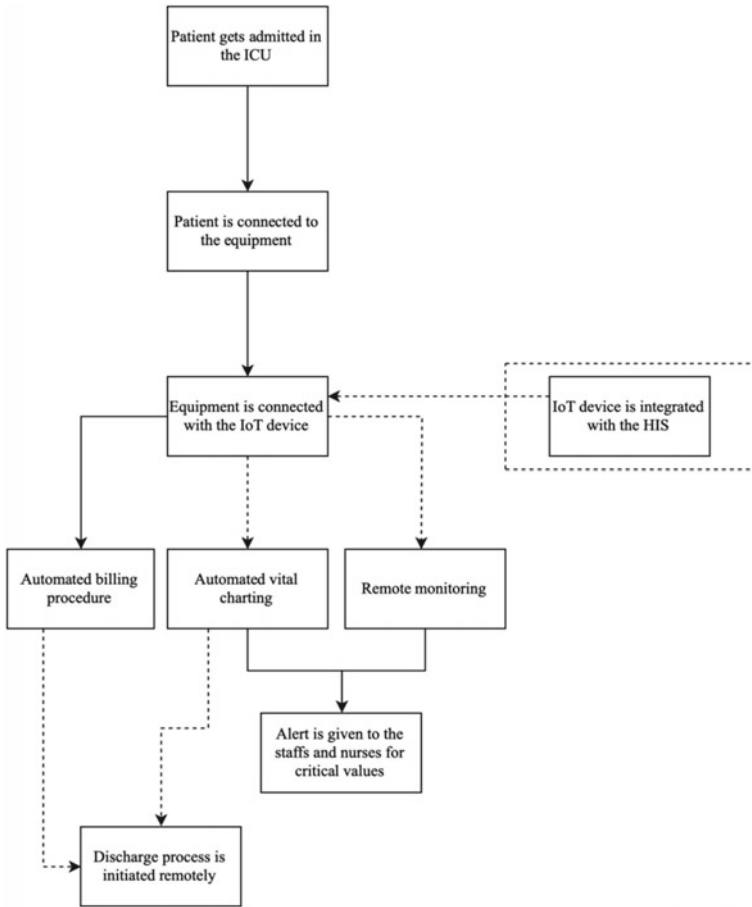 Patient gets admitted in
the ICU
Patient is connected to
the equipment
Equipment is connected
with the IoT device
IoT device is integrated
with the HIS
Automated billing
procedure
Automated vital
charting
Remote monitoring
Alert is given to the
staffs and nurses for
critical values
Discharge process is
initiated remotely